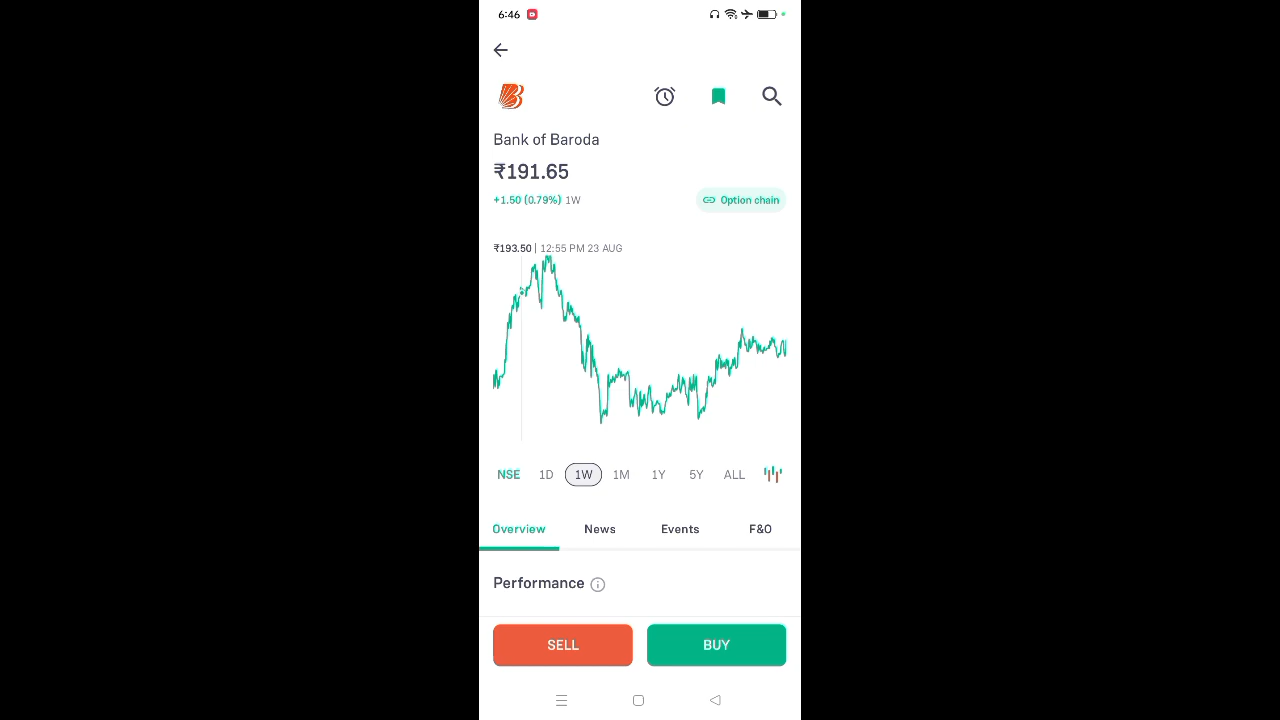 6:46
Bank of Baroda
₹191.65
+1.50 (0.79%) 1W
Option chain
₹193.50 | 12:55 PM 23 AUG
NSE 1D 1W 1M 1Y 5Y ALL
Overview News Events F&O
Performance
SELL BUY